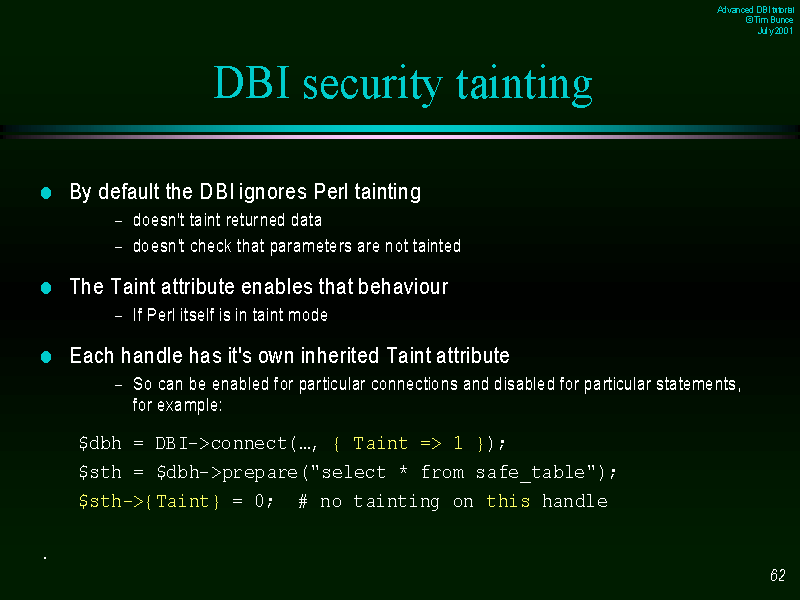 Advanced DBI tutorial
© Tim Bunce
July 2001
DBI security tainting
By default the DBI ignores Perl tainting
– doesn't taint returned data
– doesn't check that parameters are not tainted
The Taint attribute enables that behaviour
– If Perl itself is in taint mode
Each handle has it's own inherited Taint attribute
– So can be enabled for particular connections and disabled for particular statements,
for example:
$dbh = DBI->connect(…, { Taint => 1 });
$sth = $dbh->prepare("select * from safe_table");
$sth->{Taint} = 0;  # no tainting on this handle
.
62